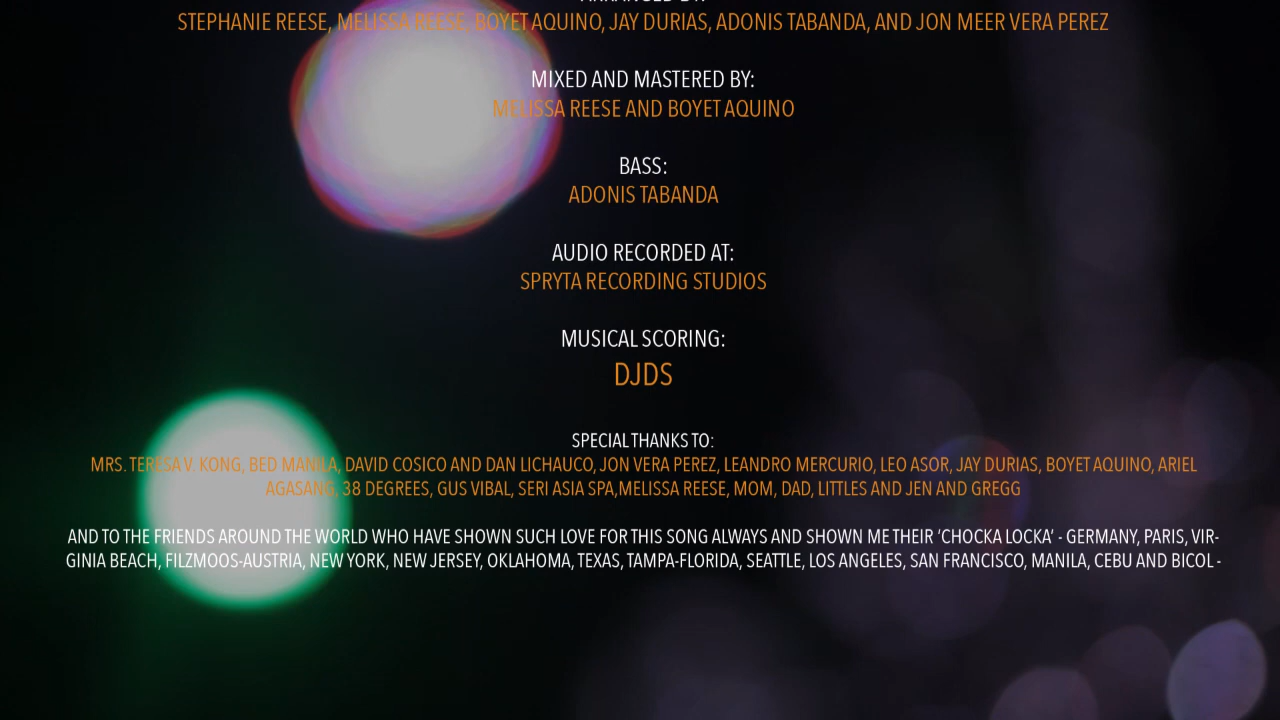 STEPHANIE REESE, MELISSA REESE, BOYET AQUINO, JAY DURIAS, ADONIS TABANDA, AND JON MEER VERA PEREZ
MIXED AND MASTERED BY:
MELISSA REESE AND BOYET AQUINO
BASS:
ADONIS TABANDA
AUDIO RECORDED AT:
SPRYTA RECORDING STUDIOS
MUSICAL SCORING:
DJDS
SPECIAL THANKS TO:
MRS. TERESA V. KONG, BED MANILA, DAVID COSICO AND DAN LICHAUCO, JON VERA PEREZ, LEANDRO MERCURIO, LEO ASOR, JAY DURIAS, BOYET AQUINO, ARIEL
AGASANG, 38 DEGREES, GUS VIBAL, SERI ASIA SPA,MELISSA REESE, MOM, DAD, LITTLES AND JEN AND GREGG
AND TO THE FRIENDS AROUND THE WORLD WHO HAVE SHOWN SUCH LOVE FOR THIS SONG ALWAYS AND SHOWN ME THEIR ‘CHOCKA LOCKA’ - GERMANY, PARIS, VIR-
GINIA BEACH, FILZMOOS-AUSTRIA, NEW YORK, NEW JERSEY, OKLAHOMA, TEXAS, TAMPA-FLORIDA, SEATTLE, LOS ANGELES, SAN FRANCISCO, MANILA, CEBU AND BICOL -